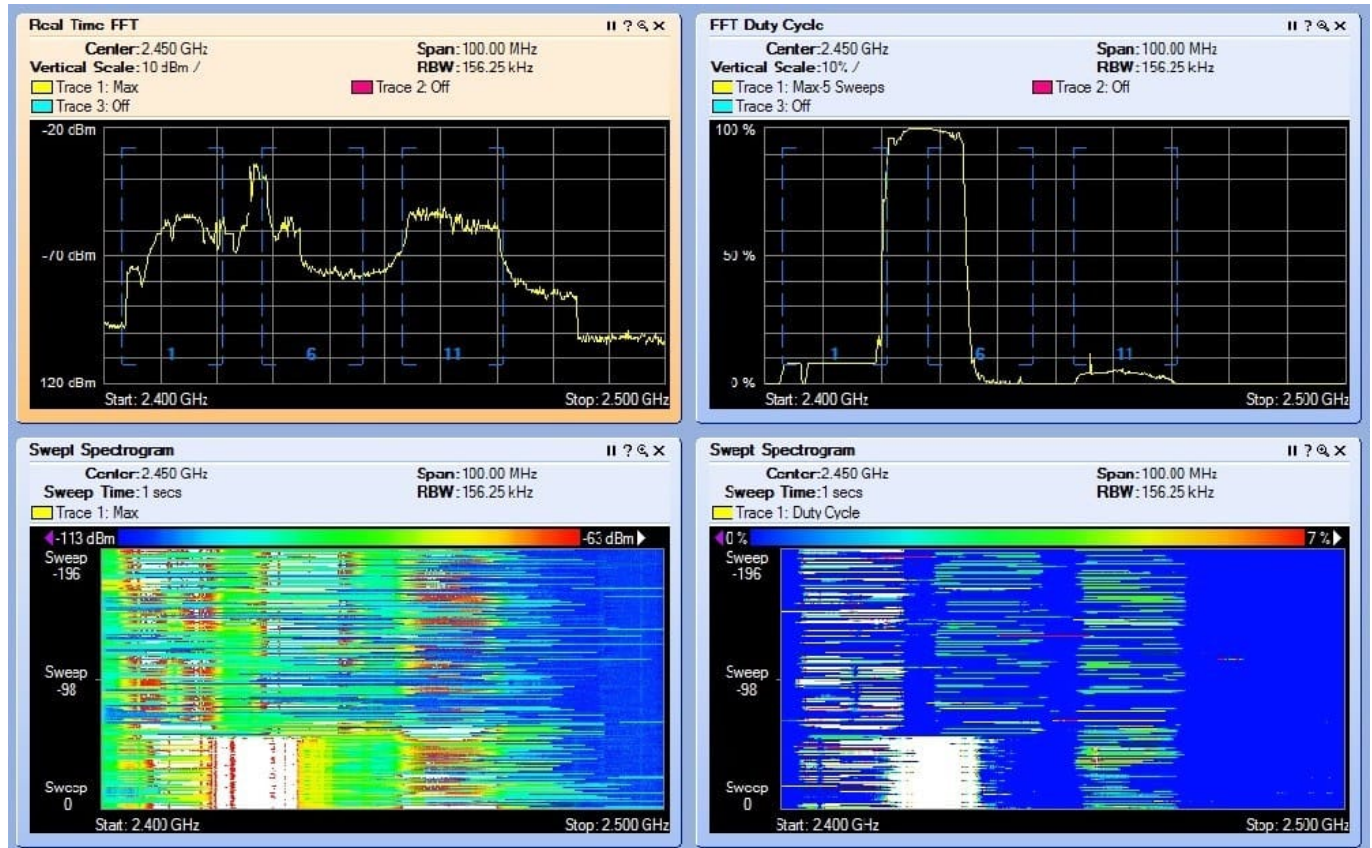 Real Time FFT
Center: 2.450 GHz Span: 100.00 MHz
Vertical Scale: 10 dBm / RBW: 156.25 kHz
Trace 1: Max Trace 2: Off
Trace 3: Off
-20 dBm
-70 dBm
120 dBm
1 6 11
Start: 2.400 GHz Stop: 2.500 GHz
FFT Duty Cycle
Center: 2.450 GHz Span: 100.00 MHz
Vertical Scale: 10% / RBW: 156.25 kHz
Trace 1: Max-5 Sweeps Trace 2: Off
Trace 3: Off
100 %
50 %
0 %
1 6 11
Start: 2.400 GHz Stop: 2.500 GHz
Swept Spectrogram
Center: 2.450 GHz Span: 100.00 MHz
Sweep Time: 1 secs RBW: 156.25 kHz
Trace 1: Max
-113 dBm -63 dBm
Sweep
-196
Sweep
-98
Sweep
0
Start: 2.400 GHz Stop: 2.500 GHz
Swept Spectrogram
Center: 2.450 GHz Span: 100.00 MHz
Sweep Time: 1 secs RBW: 156.25 kHz
Trace 1: Duty Cycle
0 % 7 %
Sweep
-196
Sweep
-98
Sweep
0
Start: 2.400 GHz Stop: 2.500 GHz